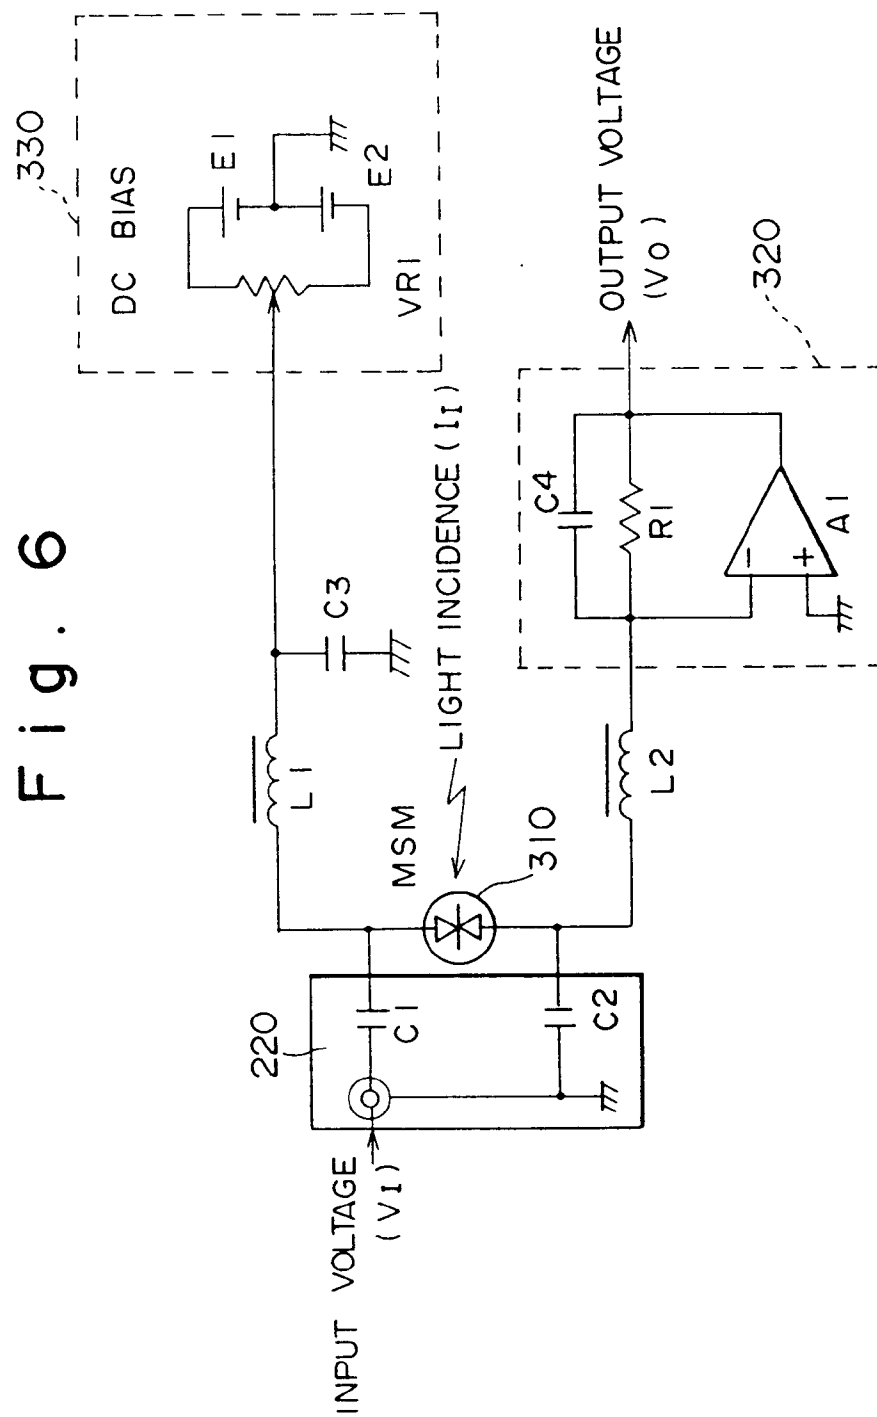 Fig. 6
330
DC BIAS
E1
E2
VR1
L1
C3
MSM
LIGHT INCIDENCE (II)
310
220
C1
C2
INPUT VOLTAGE
(VI)
L2
C4
R1
A1
-
+
320
OUTPUT VOLTAGE
(VO)